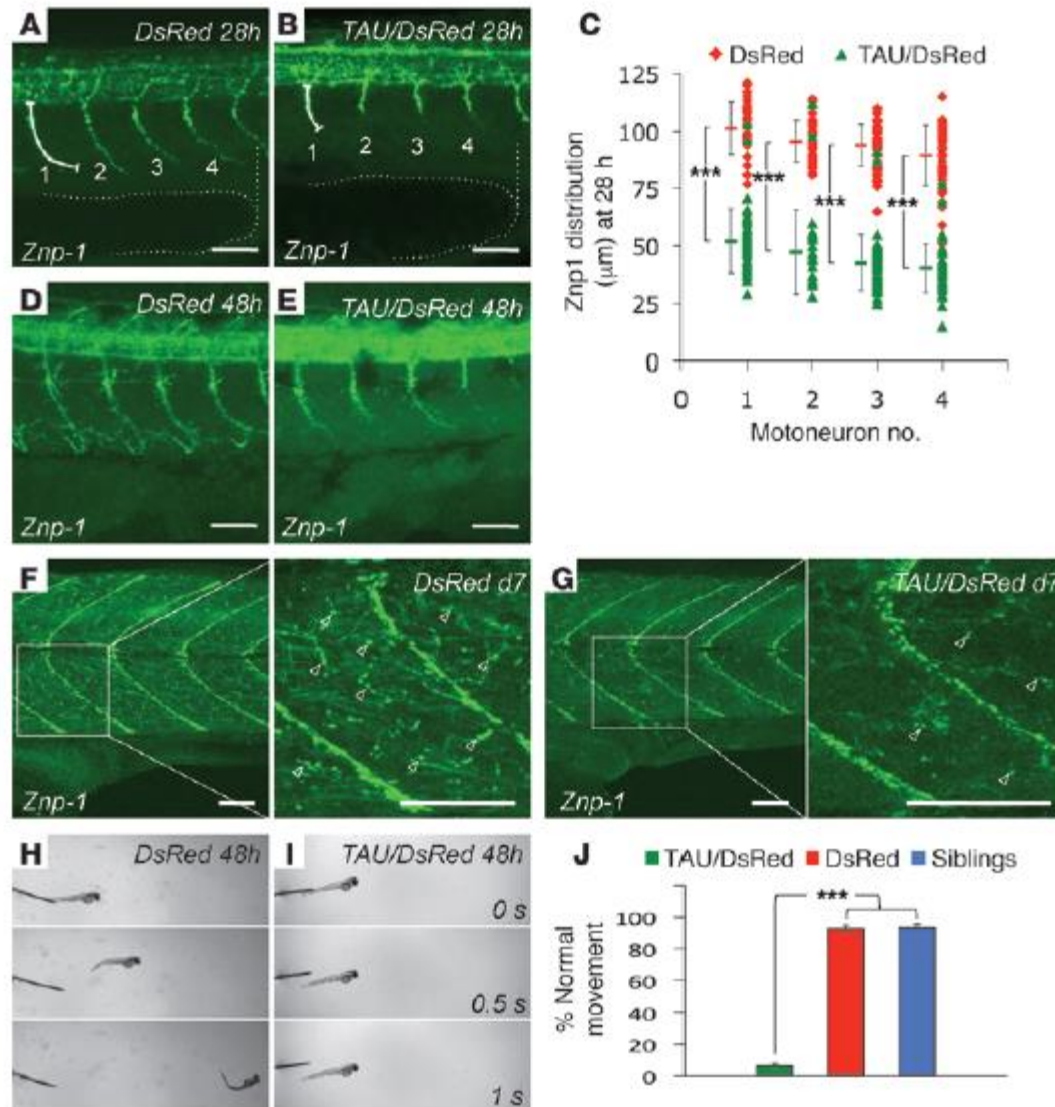 A DsRed 28h
1 2 3 4
Znp-1
B TAU/DsRed 28h
1 2 3 4
Znp-1
C
DsRed TAU/DsRed
Znp1 distribution
(μm) at 28 h
125
100
75
50
25
0
*** *** *** ***
0 1 2 3 4
Motoneuron no.
D DsRed 48h
Znp-1
E TAU/DsRed 48h
Znp-1
F DsRed d7
Znp-1
G TAU/DsRed d7
Znp-1
H DsRed 48h
I TAU/DsRed 48h
0 s
0.5 s
1 s
J TAU/DsRed DsRed Siblings
***
% Normal
movement
100
80
60
40
20
0